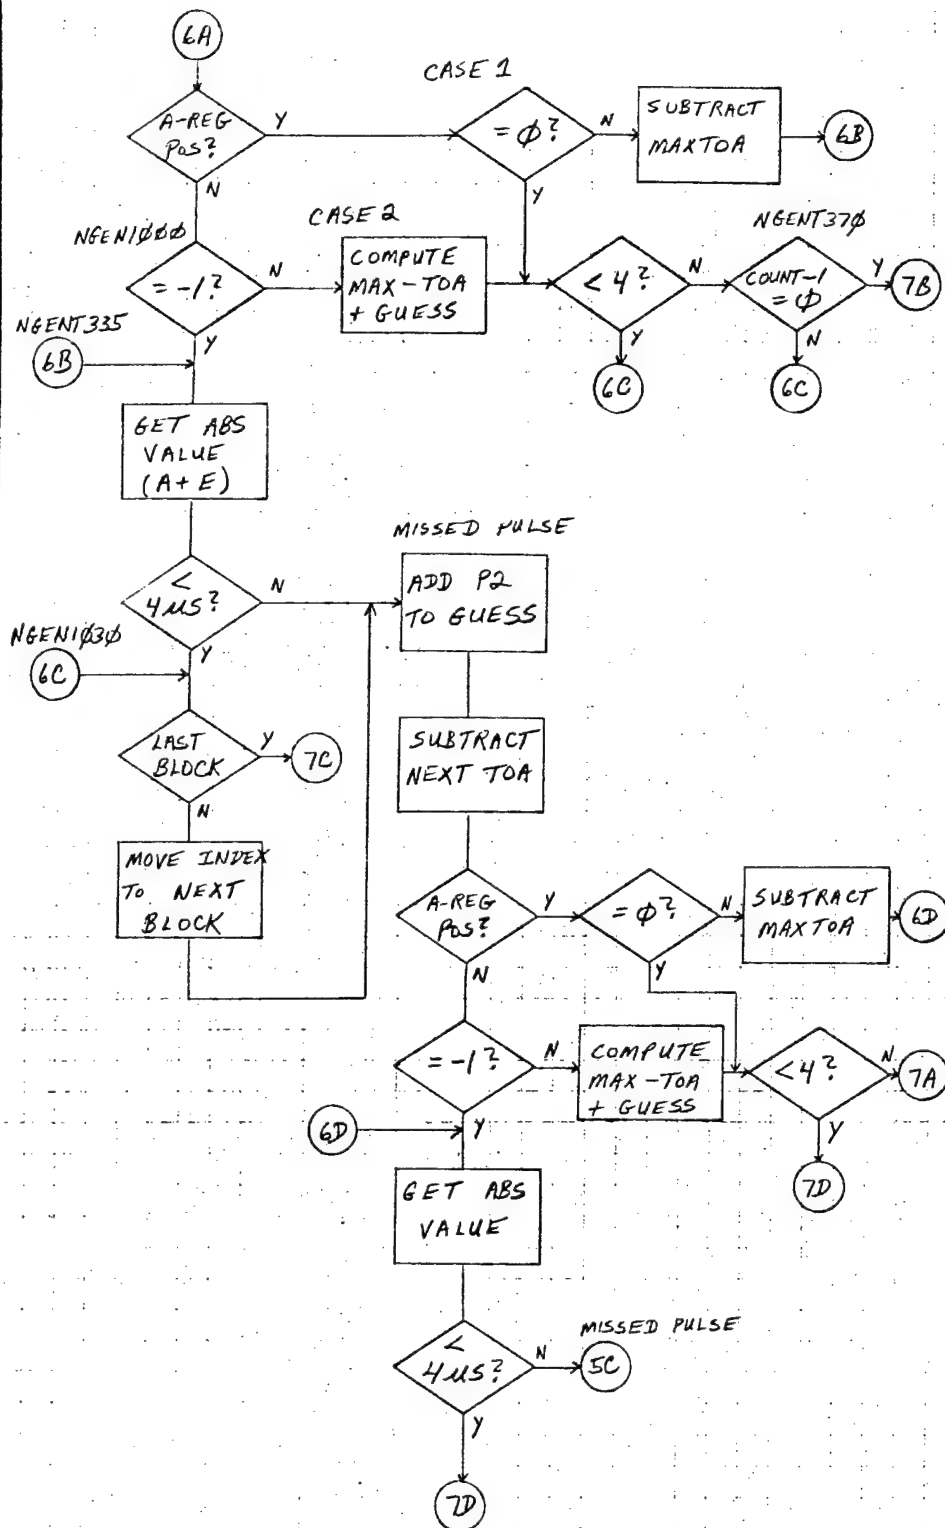 6A
CASE 1
A-REG
POS?
Y
N
= Ø?
N
Y
SUBTRACT
MAXTOA
6B
NGEN1ØØØ
CASE 2
= -1?
N
Y
COMPUTE
MAX-TOA
+ GUESS
< 4?
N
Y
6C
NGENT37Ø
COUNT-1
= Ø
Y
N
7B
6C
NGENT335
6B
GET ABS
VALUE
(A+E)
<
4US?
N
Y
MISSED PULSE
ADD P2
TO GUESS
NGEN1Ø3Ø
6C
LAST
BLOCK
Y
N
7C
SUBTRACT
NEXT TOA
MOVE INDEX
TO NEXT
BLOCK
A-REG
POS?
Y
N
= Ø?
N
Y
SUBTRACT
MAXTOA
6D
= -1?
N
Y
COMPUTE
MAX-TOA
+ GUESS
<4?
N
Y
7A
7D
6D
GET ABS
VALUE
<
4US?
N
Y
MISSED PULSE
5C
7D